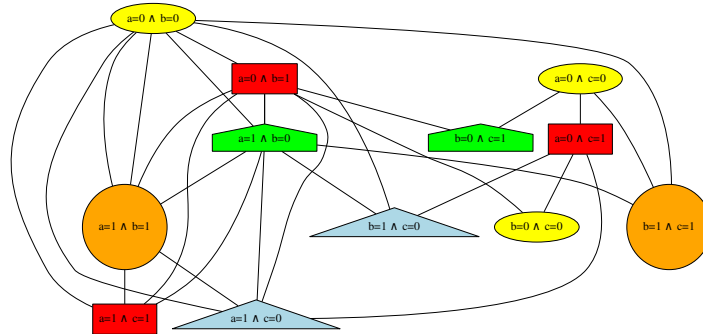 a=0 ∧ b=0
a=0 ∧ b=1
a=0 ∧ c=0
a=1 ∧ b=0
b=0 ∧ c=1
a=0 ∧ c=1
a=1 ∧ b=1
b=1 ∧ c=0
b=0 ∧ c=0
b=1 ∧ c=1
a=1 ∧ c=1
a=1 ∧ c=0